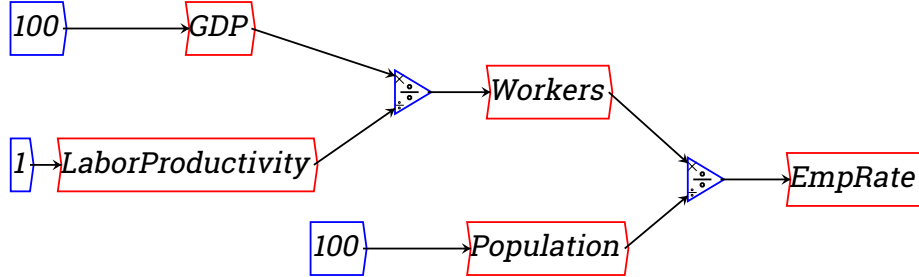 100
GDP
Workers
1
LaborProductivity
EmpRate
100
Population